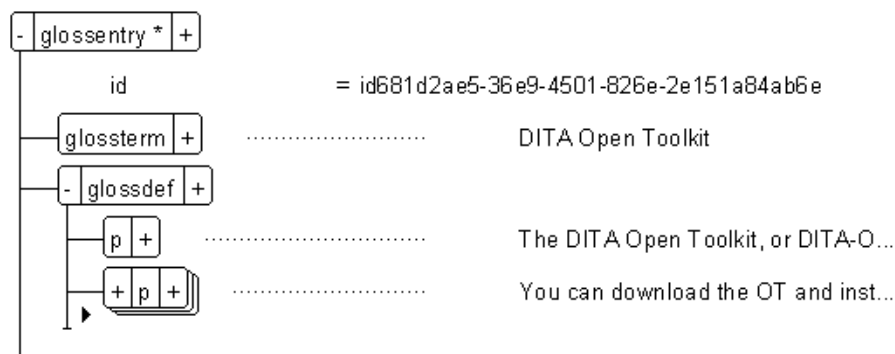 - glossentry * +
id = id681d2ae5-36e9-4501-826e-2e151a84ab6e
glossterm + DITA Open Toolkit
- glossdef +
p + The DITA Open Toolkit, or DITA-O...
+ p + You can download the OT and inst...